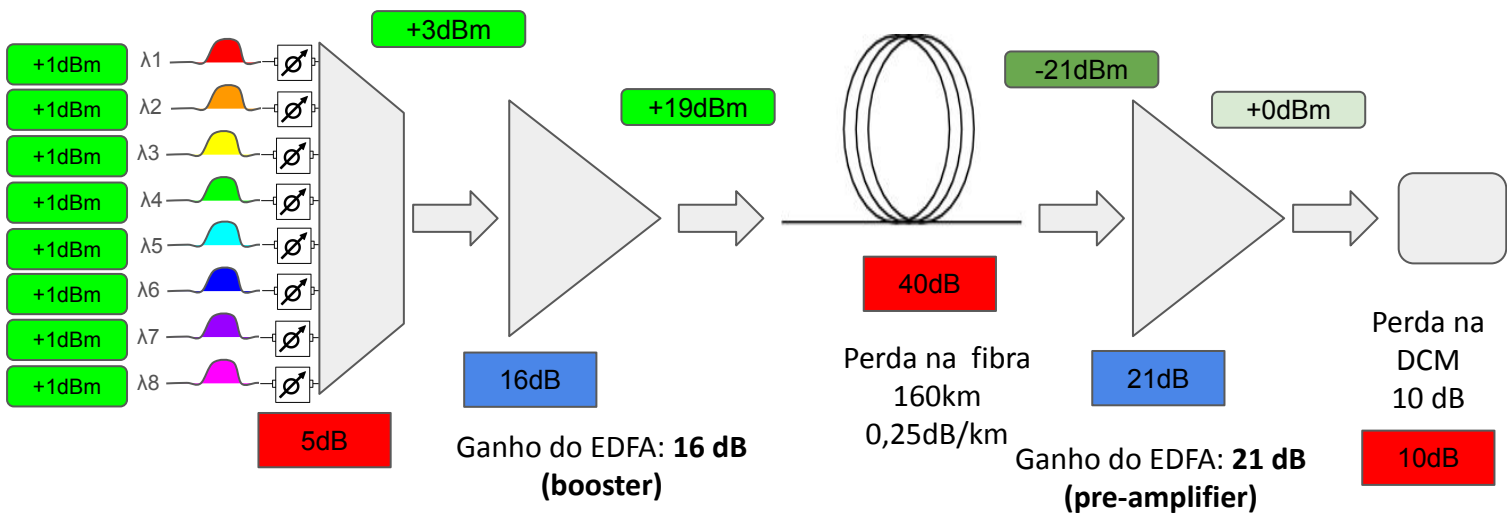 +3dBm
+1dBm λ1
+1dBm λ2
+1dBm λ3
+1dBm λ4
+1dBm λ5
+1dBm λ6
+1dBm λ7
+1dBm λ8
5dB
16dB
Ganho do EDFA: 16 dB
(booster)
+19dBm
40dB
Perda na fibra
160km
0,25dB/km
-21dBm
21dB
Ganho do EDFA: 21 dB
(pre-amplifier)
+0dBm
Perda na
DCM
10 dB
10dB